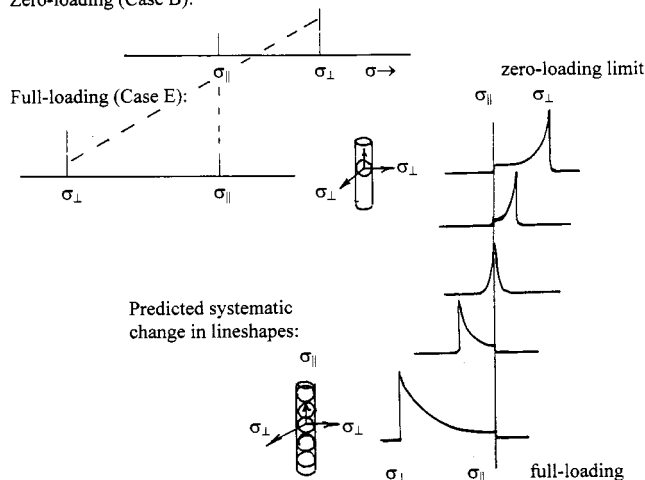 Zero-loading (Case B):
σ∥ σ⊥ σ→
Full-loading (Case E):
σ⊥ σ∥
zero-loading limit
σ∥ σ⊥
σ⊥
σ⊥
Predicted systematic
change in lineshapes:
σ∥
σ⊥ σ⊥
σ⊥ σ∥ full-loading